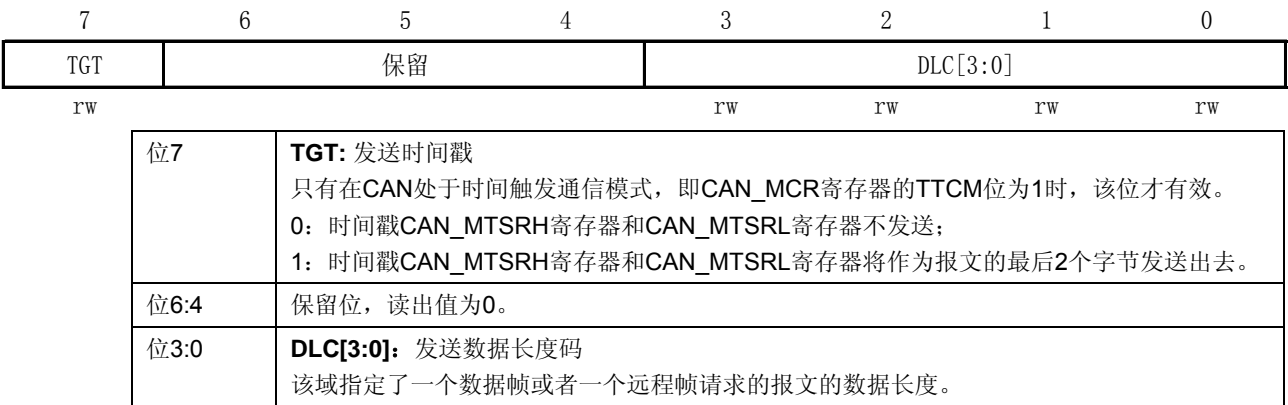 7 6 5 4 3 2 1 0
TGT 保留 DLC[3:0]
rw rw rw rw rw
位7 TGT: 发送时间戳
只有在CAN处于时间触发通信模式，即CAN_MCR寄存器的TTCM位为1时，该位才有效。
0：时间戳CAN_MTSRH寄存器和CAN_MTSRL寄存器不发送；
1：时间戳CAN_MTSRH寄存器和CAN_MTSRL寄存器将作为报文的最后2个字节发送出去。
位6:4 保留位，读出值为0。
位3:0 DLC[3:0]：发送数据长度码
该域指定了一个数据帧或者一个远程帧请求的报文的数据长度。